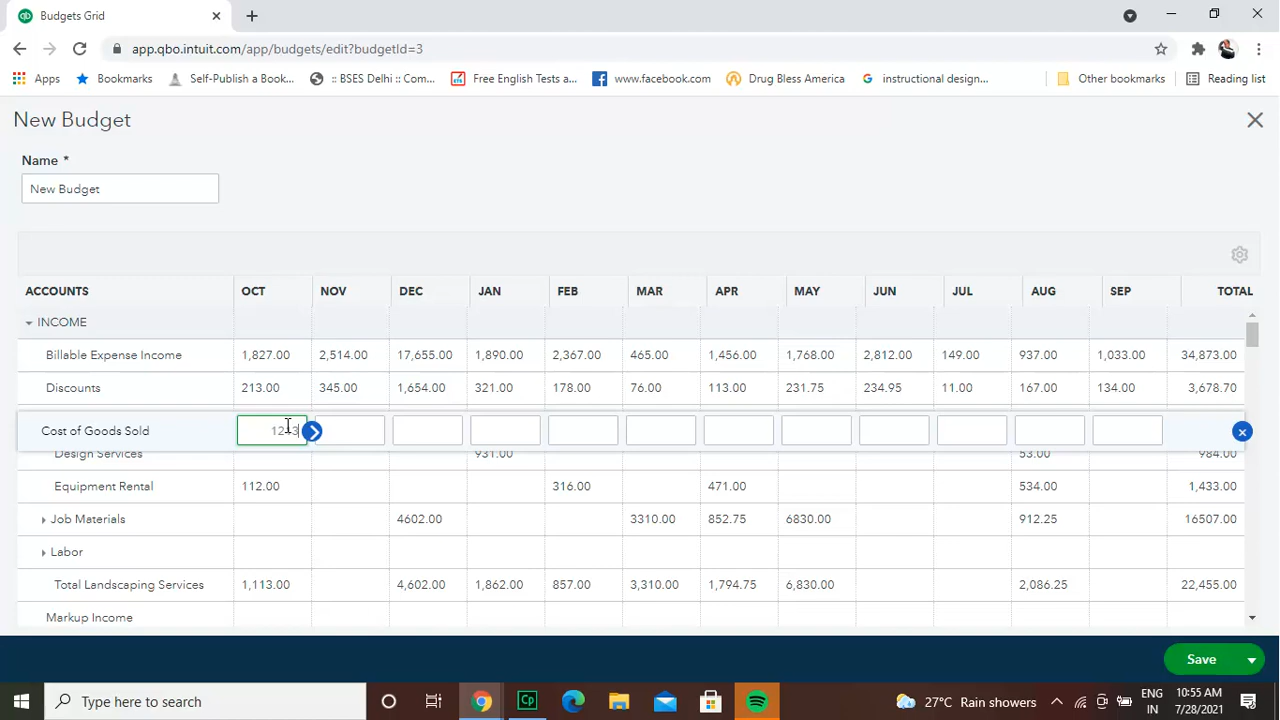 Budgets Grid
app.qbo.intuit.com/app/budgets/edit?budgetId=3
Apps Bookmarks Self-Publish a Book... :: BSES Delhi :: Com... Free English Tests a... www.facebook.com Drug Bless America instructional design... Other bookmarks Reading list
New Budget
Name *
New Budget
ACCOUNTS OCT NOV DEC JAN FEB MAR APR MAY JUN JUL AUG SEP TOTAL
INCOME
Billable Expense Income 1,827.00 2,514.00 17,655.00 1,890.00 2,367.00 465.00 1,456.00 1,768.00 2,812.00 149.00 937.00 1,033.00 34,873.00
Discounts 213.00 345.00 1,654.00 321.00 178.00 76.00 113.00 231.75 234.95 11.00 167.00 134.00 3,678.70
Cost of Goods Sold
Design Services 931.00 53.00 984.00
Equipment Rental 112.00 316.00 471.00 534.00 1,433.00
Job Materials 4602.00 3310.00 852.75 6830.00 912.25 16507.00
Labor
Total Landscaping Services 1,113.00 4,602.00 1,862.00 857.00 3,310.00 1,794.75 6,830.00 2,086.25 22,455.00
Markup Income
Save
Type here to search Cp 27°C Rain showers ENG 10:55 AM
IN 7/28/2021